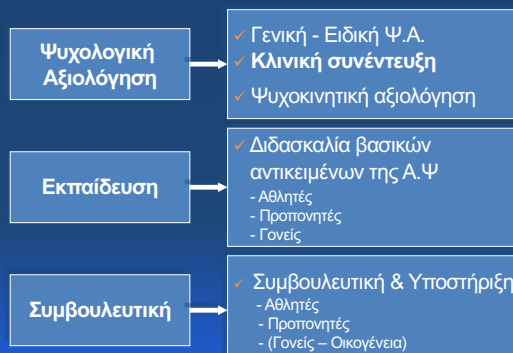 Ψυχολογική
Αξιολόγηση
✓ Γενική - Ειδική Ψ.Α.
✓ Κλινική συνέντευξη
✓ Ψυχοκινητική αξιολόγηση
Εκπαίδευση
✓ Διδασκαλία βασικών
αντικειμένων της Α.Ψ
- Αθλητές
- Προπονητές
- Γονείς
Συμβουλευτική
✓ Συμβουλευτική & Υποστήριξη
- Αθλητές
- Προπονητές
- (Γονείς – Οικογένεια)